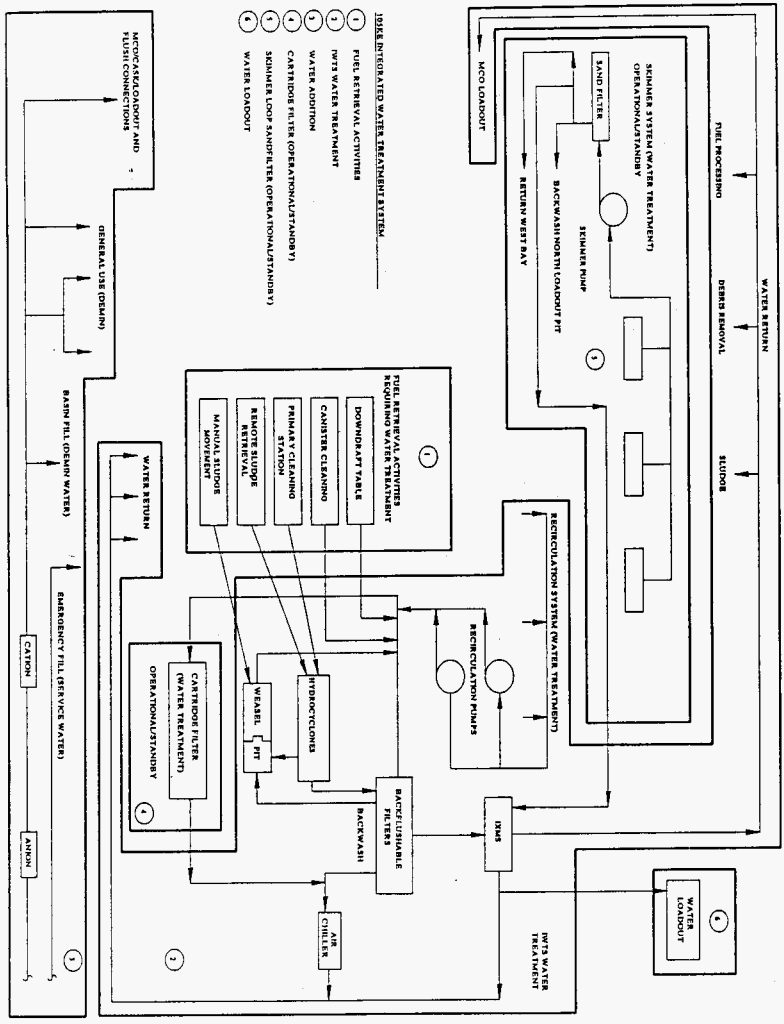 WATER RETURN
FUEL PROCESSING
DEBRIS REMOVAL
SLUDGE
SKIMMER SYSTEM (WATER TREATMENT)
OPERATIONAL/STANDBY
SAND FILTER
SKIMMER PUMP
BACKWASH NORTH LOADOUT PIT
RETURN WEST BAY
MCO LOADOUT
5
6
WATER
LOADOUT
RECIRCULATION SYSTEM (WATER TREATMENT)
RECIRCULATION PUMPS
IXMS
IWTS WATER
TREATMENT
105KE INTEGRATED WATER TREATMENT SYSTEM
1 FUEL RETRIEVAL ACTIVITIES
2 IWTS WATER TREATMENT
3 WATER ADDITION
4 CARTRIDGE FILTER (OPERATIONAL/STANDBY)
5 SKIMMER LOOP SANDFILTER (OPERATIONAL/STANDBY)
6 WATER LOADOUT
1
FUEL RETRIEVAL ACTIVITIES
REQUIRING WATER TREATMENT
DOWNDRAFT TABLE
CANISTER CLEANING
PRIMARY CLEANING
STATION
REMOTE SLUDGE
RETRIEVAL
MANUAL SLUDGE
MOVEMENT
BACKFLUSHABLE
FILTERS
BACKWASH
HYDROCYCLONES
WEASEL
PIT
AIR
CHILLER
CARTRIDGE FILTER
(WATER TREATMENT)
OPERATIONAL/STANDBY
4
2
WATER RETURN
MCO/CASK/LOADOUT AND
FLUSH CONNECTIONS
GENERAL USE (DEMIN)
BASIN FILL (DEMIN WATER)
EMERGENCY FILL (SERVICE WATER)
3
CATION
ANION